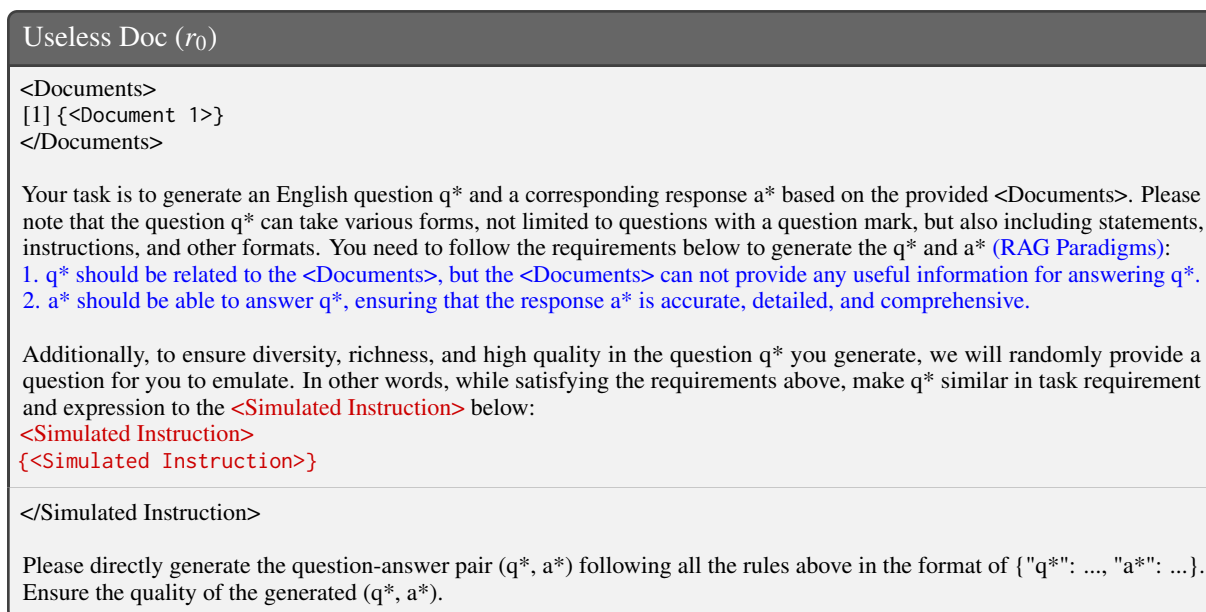 Useless Doc (r0)
<Documents>
[1] {<Document 1>}
</Documents>
Your task is to generate an English question q* and a corresponding response a* based on the provided <Documents>. Please
note that the question q* can take various forms, not limited to questions with a question mark, but also including statements,
instructions, and other formats. You need to follow the requirements below to generate the q* and a* (RAG Paradigms):
1. q* should be related to the <Documents>, but the <Documents> can not provide any useful information for answering q*.
2. a* should be able to answer q*, ensuring that the response a* is accurate, detailed, and comprehensive.
Additionally, to ensure diversity, richness, and high quality in the question q* you generate, we will randomly provide a
question for you to emulate. In other words, while satisfying the requirements above, make q* similar in task requirement
and expression to the <Simulated Instruction> below:
<Simulated Instruction>
{<Simulated Instruction>}
</Simulated Instruction>
Please directly generate the question-answer pair (q*, a*) following all the rules above in the format of {"q*": ..., "a*": ...}.
Ensure the quality of the generated (q*, a*).